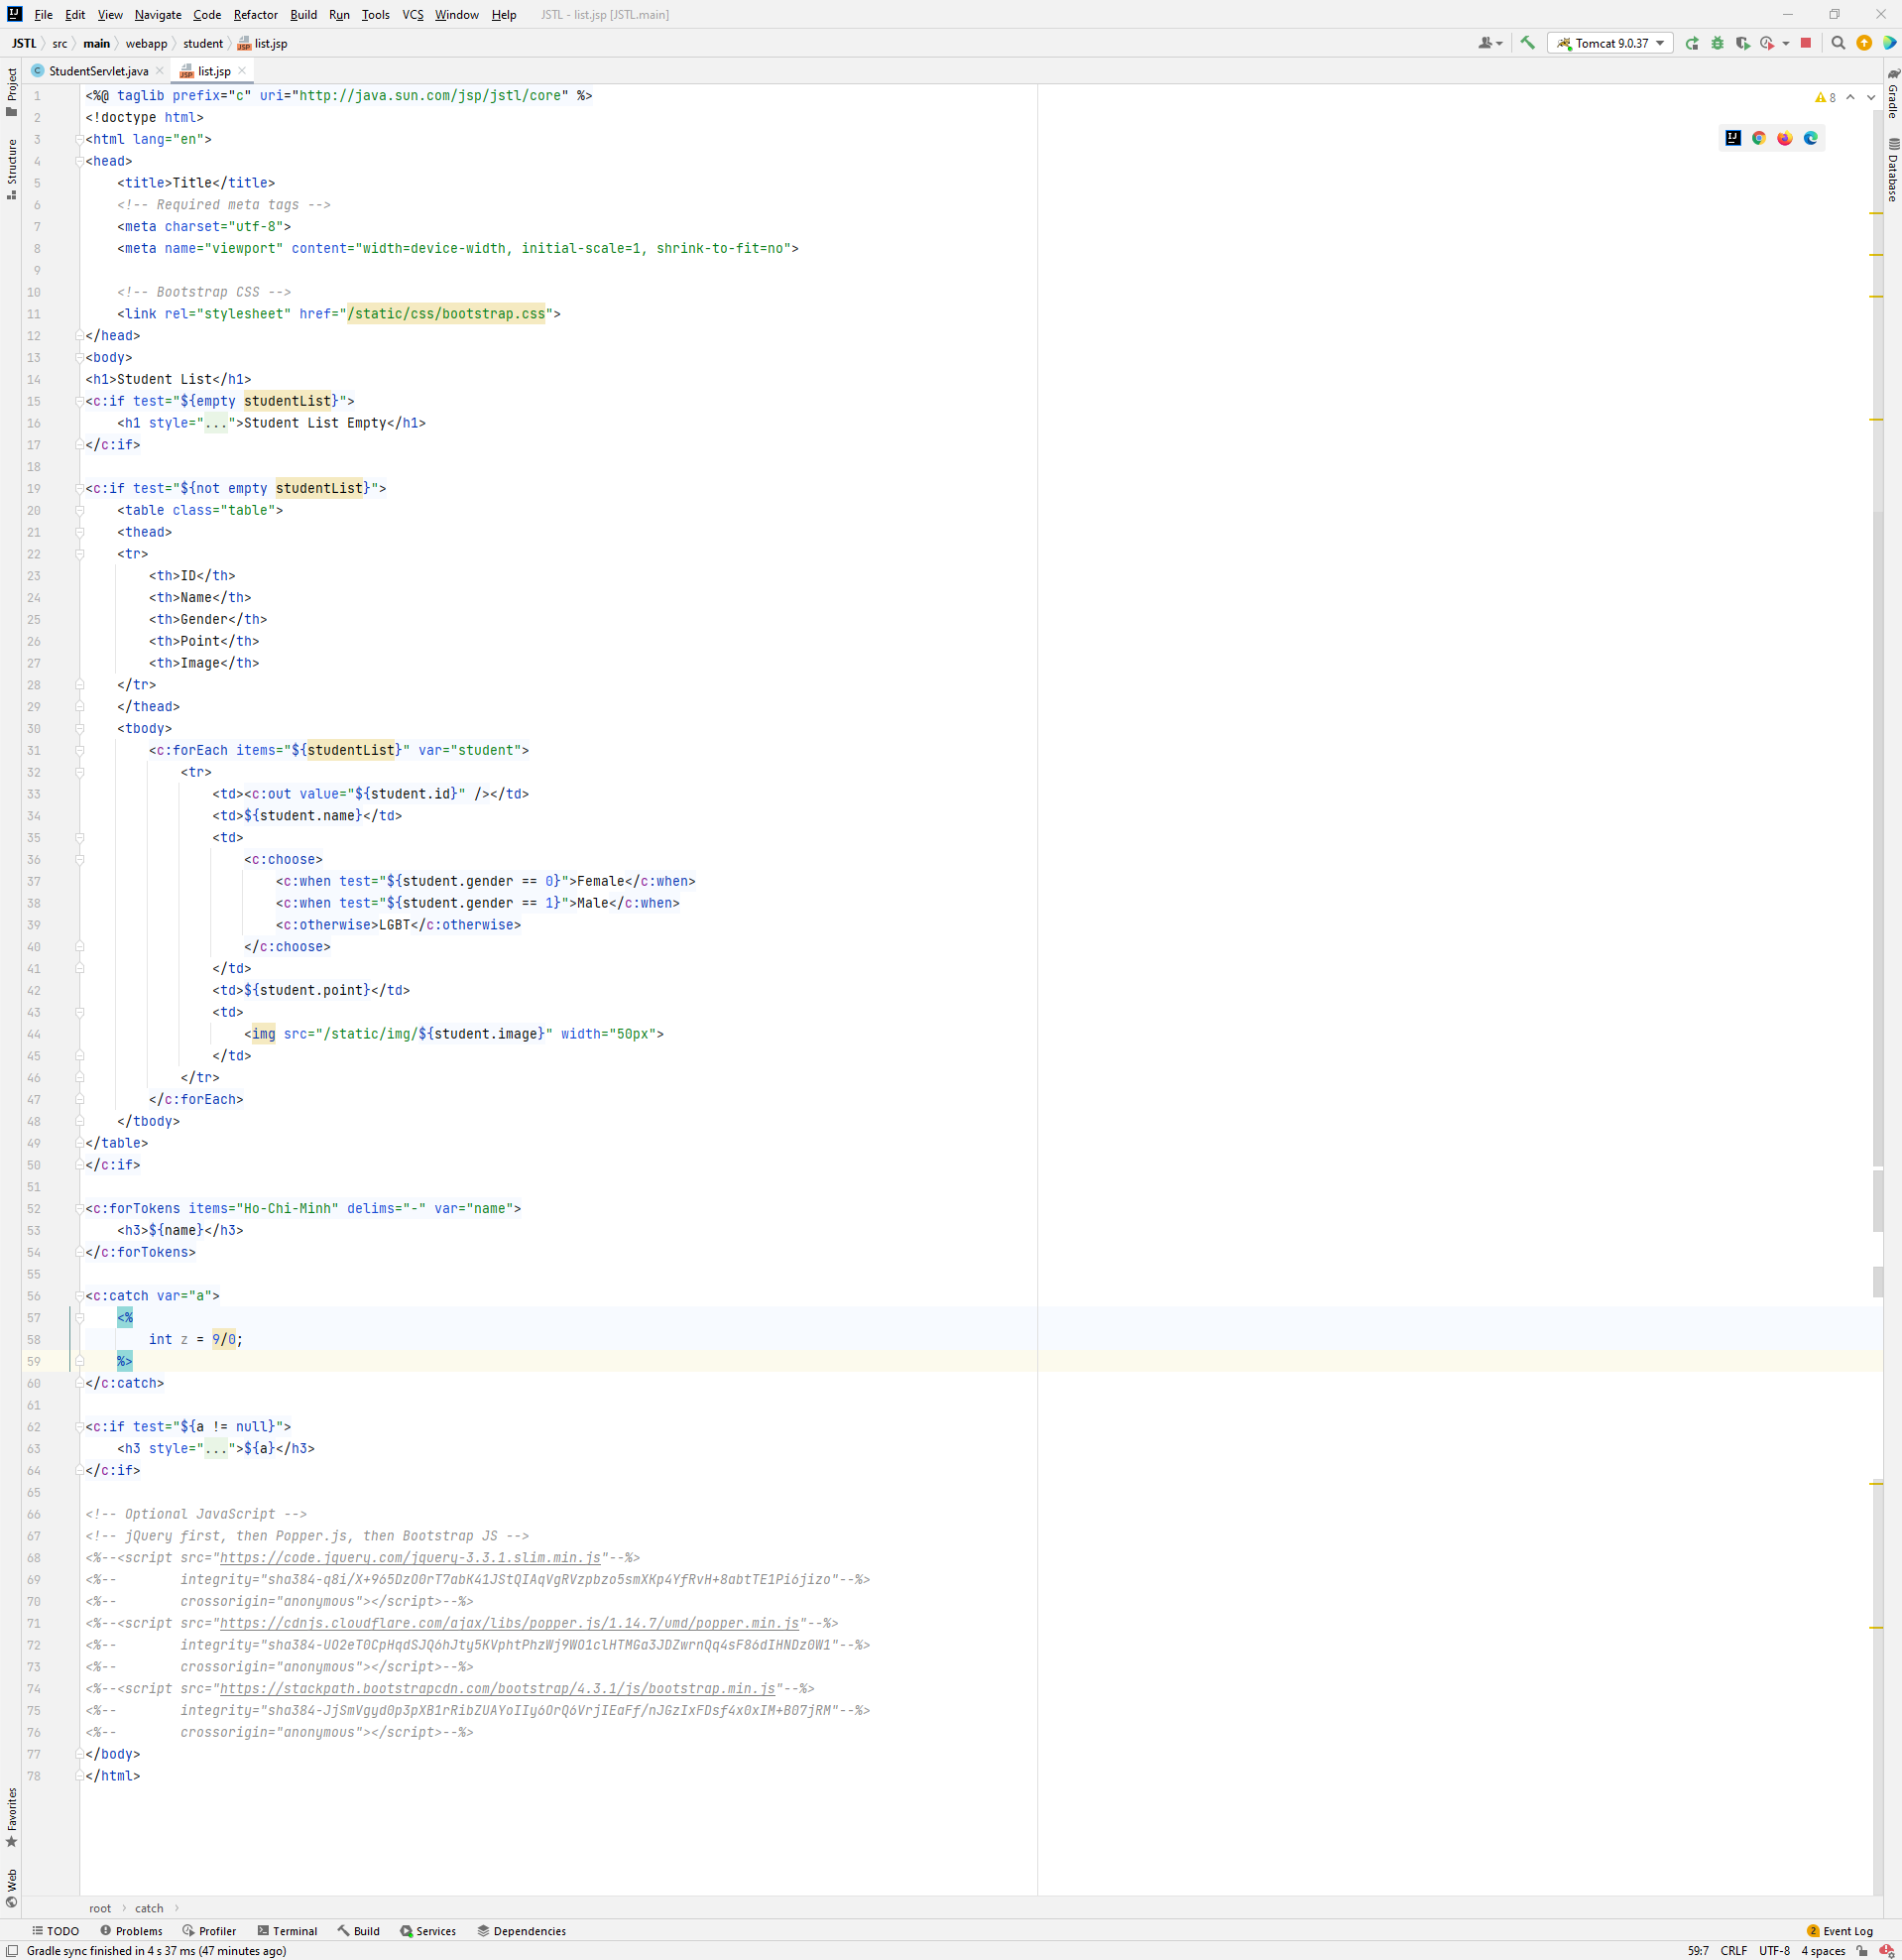 File Edit View Navigate Code Refactor Build Run Tools VCS Window Help JSTL - list.jsp [JSTL.main]
JSTL src main webapp student list.jsp Tomcat 9.0.37
StudentServlet.java list.jsp
Project
Structure
Favorites
Web
Gradle
Database
8
1 <%@ taglib prefix="c" uri="http://java.sun.com/jsp/jstl/core" %>
2 <!doctype html>
3 <html lang="en">
4 <head>
5     <title>Title</title>
6     <!-- Required meta tags -->
7     <meta charset="utf-8">
8     <meta name="viewport" content="width=device-width, initial-scale=1, shrink-to-fit=no">
9
10     <!-- Bootstrap CSS -->
11     <link rel="stylesheet" href="/static/css/bootstrap.css">
12 </head>
13 <body>
14 <h1>Student List</h1>
15 <c:if test="${empty studentList}">
16     <h1 style="...">Student List Empty</h1>
17 </c:if>
18
19 <c:if test="${not empty studentList}">
20     <table class="table">
21     <thead>
22     <tr>
23         <th>ID</th>
24         <th>Name</th>
25         <th>Gender</th>
26         <th>Point</th>
27         <th>Image</th>
28     </tr>
29     </thead>
30     <tbody>
31         <c:forEach items="${studentList}" var="student">
32             <tr>
33                 <td><c:out value="${student.id}" /></td>
34                 <td>${student.name}</td>
35                 <td>
36                     <c:choose>
37                         <c:when test="${student.gender == 0}">Female</c:when>
38                         <c:when test="${student.gender == 1}">Male</c:when>
39                         <c:otherwise>LGBT</c:otherwise>
40                     </c:choose>
41                 </td>
42                 <td>${student.point}</td>
43                 <td>
44                     <img src="/static/img/${student.image}" width="50px">
45                 </td>
46             </tr>
47         </c:forEach>
48     </tbody>
49 </table>
50 </c:if>
51
52 <c:forTokens items="Ho-Chi-Minh" delims="-" var="name">
53     <h3>${name}</h3>
54 </c:forTokens>
55
56 <c:catch var="a">
57     <%
58         int z = 9/0;
59     %>
60 </c:catch>
61
62 <c:if test="${a != null}">
63     <h3 style="...">${a}</h3>
64 </c:if>
65
66 <!-- Optional JavaScript -->
67 <!-- jQuery first, then Popper.js, then Bootstrap JS -->
68 <%--<script src="https://code.jquery.com/jquery-3.3.1.slim.min.js"--%>
69 <%--        integrity="sha384-q8i/X+965DzO0rT7abK41JStQIAqVgRVzpbzo5smXKp4YfRvH+8abtTE1Pi6jizo"--%>
70 <%--        crossorigin="anonymous"></script>--%>
71 <%--<script src="https://cdnjs.cloudflare.com/ajax/libs/popper.js/1.14.7/umd/popper.min.js"--%>
72 <%--        integrity="sha384-UO2eT0CpHqdSJQ6hJty5KVphtPhzWj9WO1clHTMGa3JDZwrnQq4sF86dIHNDz0W1"--%>
73 <%--        crossorigin="anonymous"></script>--%>
74 <%--<script src="https://stackpath.bootstrapcdn.com/bootstrap/4.3.1/js/bootstrap.min.js"--%>
75 <%--        integrity="sha384-JjSmVgyd0p3pXB1rRibZUAYoIIy6OrQ6VrjIEaFf/nJGzIxFDsf4x0xIM+B07jRM"--%>
76 <%--        crossorigin="anonymous"></script>--%>
77 </body>
78 </html>
root catch
TODO Problems Profiler Terminal Build Services Dependencies 2 Event Log
Gradle sync finished in 4 s 37 ms (47 minutes ago) 59:7 CRLF UTF-8 4 spaces